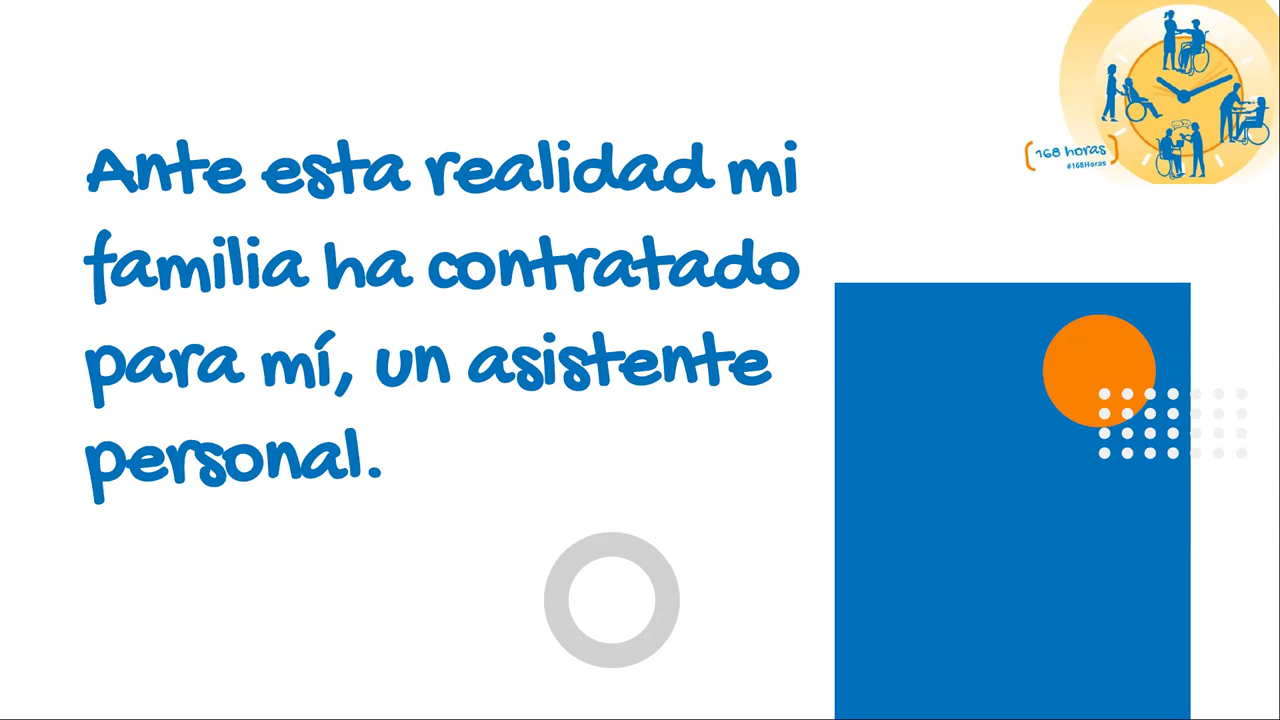 Ante esta realidad mi
familia ha contratado
para mí, un asistente
personal.
168 horas
#168Horas